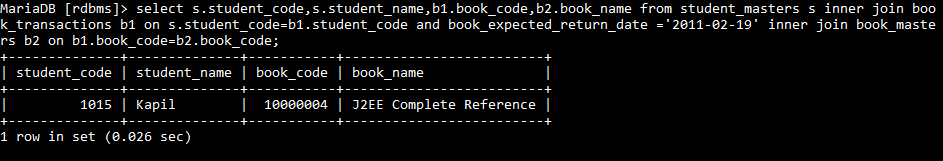 MariaDB [rdbms]> select s.student_code,s.student_name,b1.book_code,b2.book_name from student_masters s inner join boo
k_transactions b1 on s.student_code=b1.student_code and book_expected_return_date ='2011-02-19' inner join book_maste
rs b2 on b1.book_code=b2.book_code;
+--------------+--------------+-----------+-------------------------+
| student_code | student_name | book_code | book_name               |
+--------------+--------------+-----------+-------------------------+
|         1015 | Kapil        |  10000004 | J2EE Complete Reference |
+--------------+--------------+-----------+-------------------------+
1 row in set (0.026 sec)